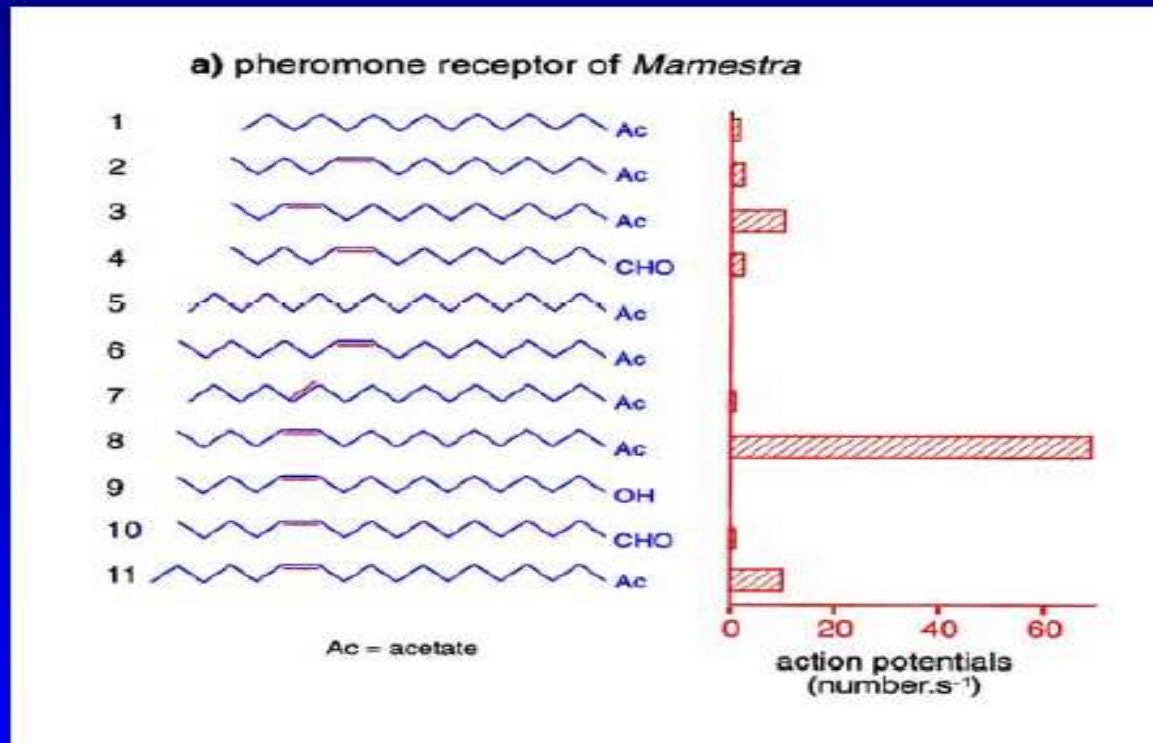 a) pheromone receptor of Mamestra
1 Ac
2 Ac
3 Ac
4 CHO
5 Ac
6 Ac
7 Ac
8 Ac
9 OH
10 CHO
11 Ac
Ac = acetate
0 20 40 60
action potentials
(number.s⁻¹)